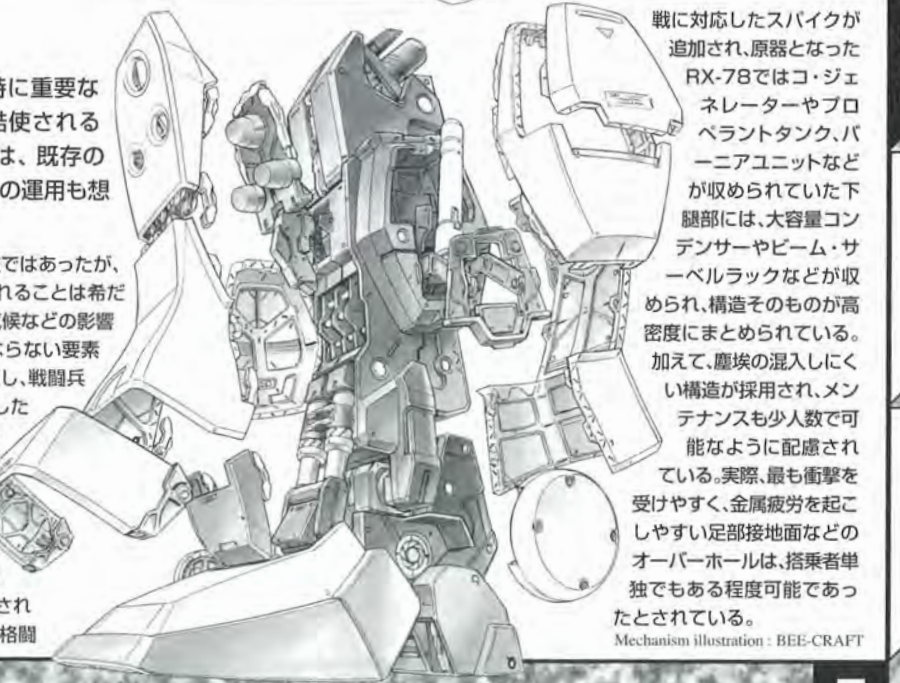 時に重要な
酷使される
は、既存の
の運用も想
ではあったが、
れることは希だ
候などの影響
らない要素
し、戦闘兵
した
され
格闘
戦に対応したスパイクが
追加され、原器となった
RX-78ではコ・ジェ
ネレーターやプロ
ペラントタンク、バ
ーニアユニットなど
が収められていた下
腿部には、大容量コン
デンサーやビーム・サ
ーベルラックなどが収
められ、構造そのものが高
密度にまとめられている。
加えて、塵埃の混入しにく
い構造が採用され、メン
テナンスも少人数で可
能なように配慮され
ている。実際、最も衝撃を
受けやすく、金属疲労を起こ
しやすい足部接地面などの
オーバーホールは、搭乗者単
独でもある程度可能であっ
たとされている。
Mechanism illustration : BEE-CRAFT